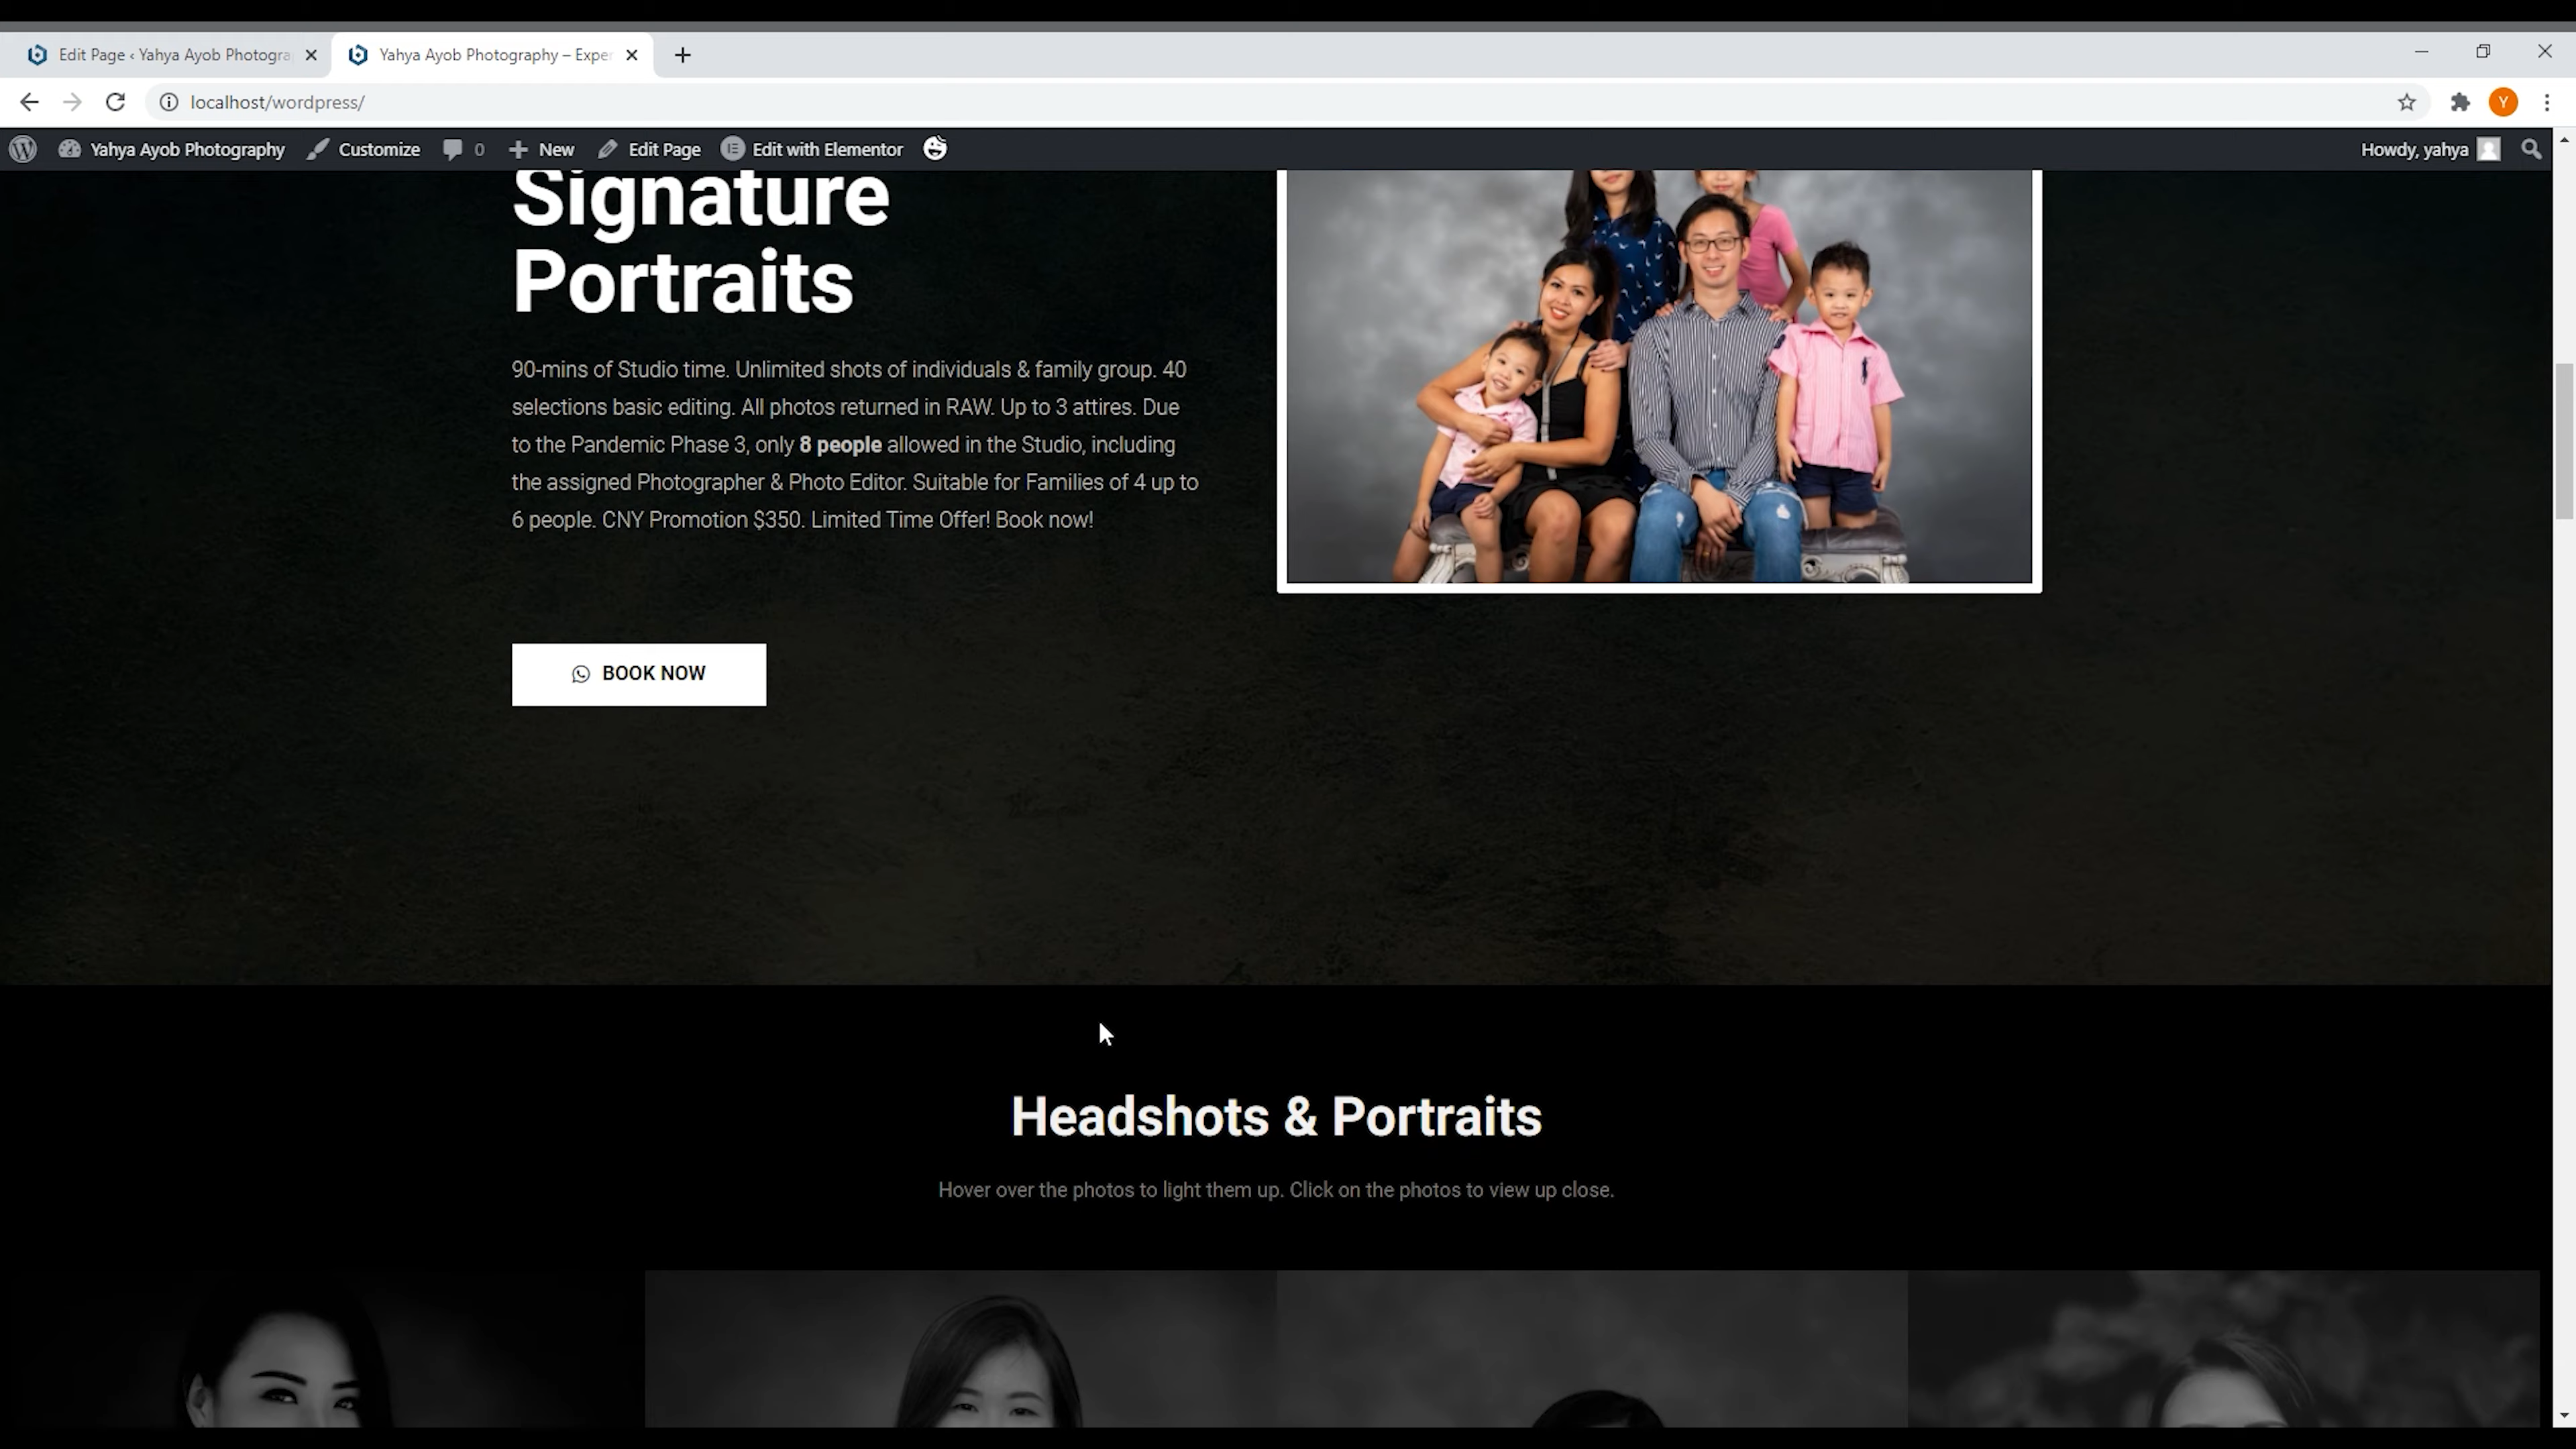 Edit Page ‹ Yahya Ayob Photogra
Yahya Ayob Photography – Exper
localhost/wordpress/
Y
Yahya Ayob Photography
Customize
0
New
Edit Page
Edit with Elementor
Howdy, yahya
Signature
Portraits
90-mins of Studio time. Unlimited shots of individuals & family group. 40
selections basic editing. All photos returned in RAW. Up to 3 attires. Due
to the Pandemic Phase 3, only 8 people allowed in the Studio, including
the assigned Photographer & Photo Editor. Suitable for Families of 4 up to
6 people. CNY Promotion $350. Limited Time Offer! Book now!
BOOK NOW
Headshots & Portraits
Hover over the photos to light them up. Click on the photos to view up close.